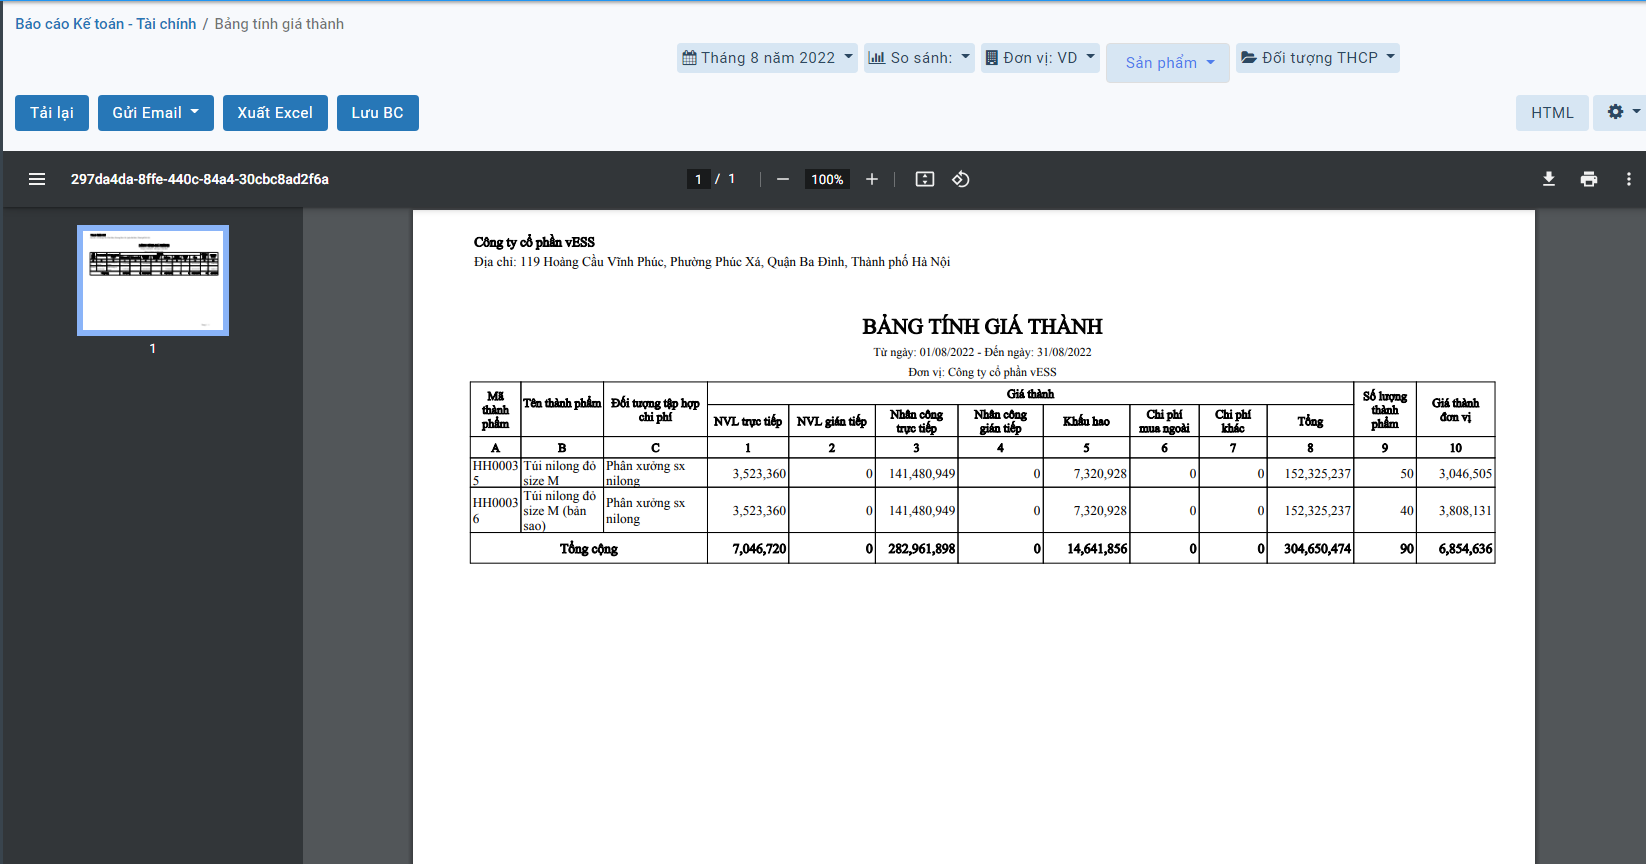 Báo cáo Kế toán - Tài chính / Bảng tính giá thành
Tháng 8 năm 2022 So sánh: Đơn vị: VD Sản phẩm Đối tượng THCP
Tải lại Gửi Email Xuất Excel Lưu BC HTML
297da4da-8ffe-440c-84a4-30cbc8ad2f6a 1 / 1 100%
1
Công ty cổ phần vESS
Địa chỉ: 119 Hoàng Cầu Vĩnh Phúc, Phường Phúc Xá, Quận Ba Đình, Thành phố Hà Nội
BẢNG TÍNH GIÁ THÀNH
Từ ngày: 01/08/2022 - Đến ngày: 31/08/2022
Đơn vị: Công ty cổ phần vESS
Mã thành phẩm Tên thành phẩm Đối tượng tập hợp chi phí Giá thành Số lượng thành phẩm Giá thành đơn vị
NVL trực tiếp NVL gián tiếp Nhân công trực tiếp Nhân công gián tiếp Khấu hao Chi phí mua ngoài Chi phí khác Tổng
A B C 1 2 3 4 5 6 7 8 9 10
HH00035 Túi nilong đỏ size M Phân xưởng sx nilong 3,523,360 0 141,480,949 0 7,320,928 0 0 152,325,237 50 3,046,505
HH00036 Túi nilong đỏ size M (bản sao) Phân xưởng sx nilong 3,523,360 0 141,480,949 0 7,320,928 0 0 152,325,237 40 3,808,131
Tổng cộng 7,046,720 0 282,961,898 0 14,641,856 0 0 304,650,474 90 6,854,636